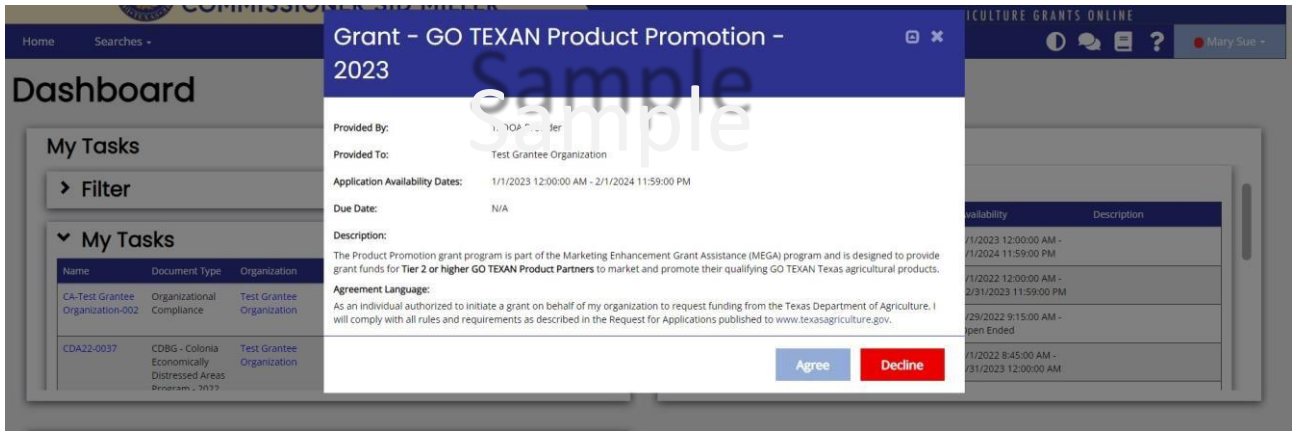 COMMISSIONER SID MILLER
AGRICULTURE GRANTS ONLINE
Home Searches
? Mary Sue
Dashboard
My Tasks
Filter
My Tasks
Name Document Type Organization
CA-Test Grantee Organization-002
Organizational Compliance
Test Grantee Organization
CDA22-0037
CDBG - Colonia Economically Distressed Areas Program - 2022
Test Grantee Organization
Grant - GO TEXAN Product Promotion -
2023
Sample
Sample
Provided By:
Provided To: Test Grantee Organization
Application Availability Dates: 1/1/2023 12:00:00 AM - 2/1/2024 11:59:00 PM
Due Date: N/A
Description:
The Product Promotion grant program is part of the Marketing Enhancement Grant Assistance (MEGA) program and is designed to provide
grant funds for Tier 2 or higher GO TEXAN Product Partners to market and promote their qualifying GO TEXAN Texas agricultural products.
Agreement Language:
As an individual authorized to initiate a grant on behalf of my organization to request funding from the Texas Department of Agriculture, I
will comply with all rules and requirements as described in the Request for Applications published to www.texasagriculture.gov.
Agree Decline
Availability Description
/1/2023 12:00:00 AM -
/1/2024 11:59:00 PM
/1/2022 12:00:00 AM -
2/31/2023 11:59:00 PM
/29/2022 9:15:00 AM -
Open Ended
/1/2022 8:45:00 AM -
/31/2023 12:00:00 AM